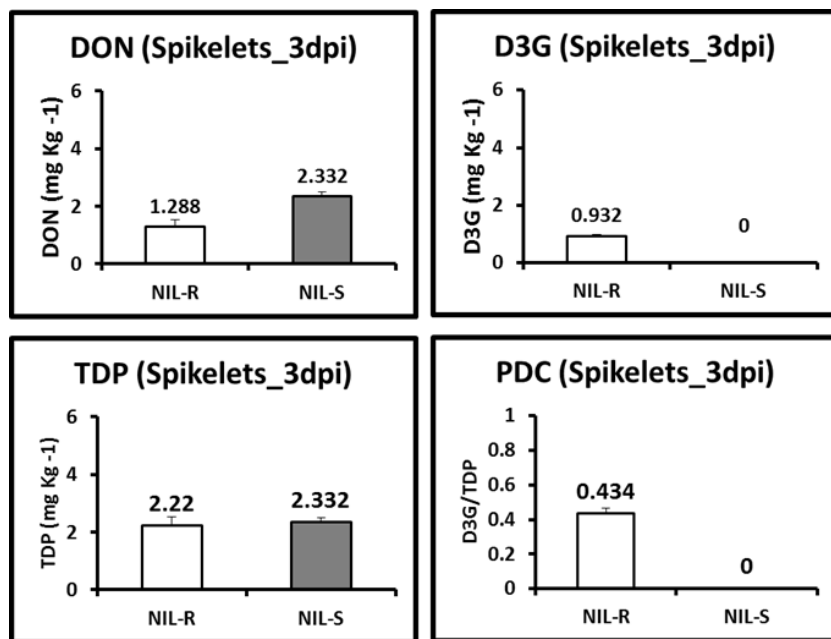 DON (Spikelets_3dpi)
DON (mg Kg -1)
6
4
2
0
1.288
2.332
NIL-R
NIL-S
D3G (Spikelets_3dpi)
D3G (mg Kg -1)
6
4
2
0
0.932
0
NIL-R
NIL-S
TDP (Spikelets_3dpi)
TDP (mg Kg -1)
6
4
2
0
2.22
2.332
NIL-R
NIL-S
PDC (Spikelets_3dpi)
D3G/TDP
1
0.8
0.6
0.4
0.2
0
0.434
0
NIL-R
NIL-S